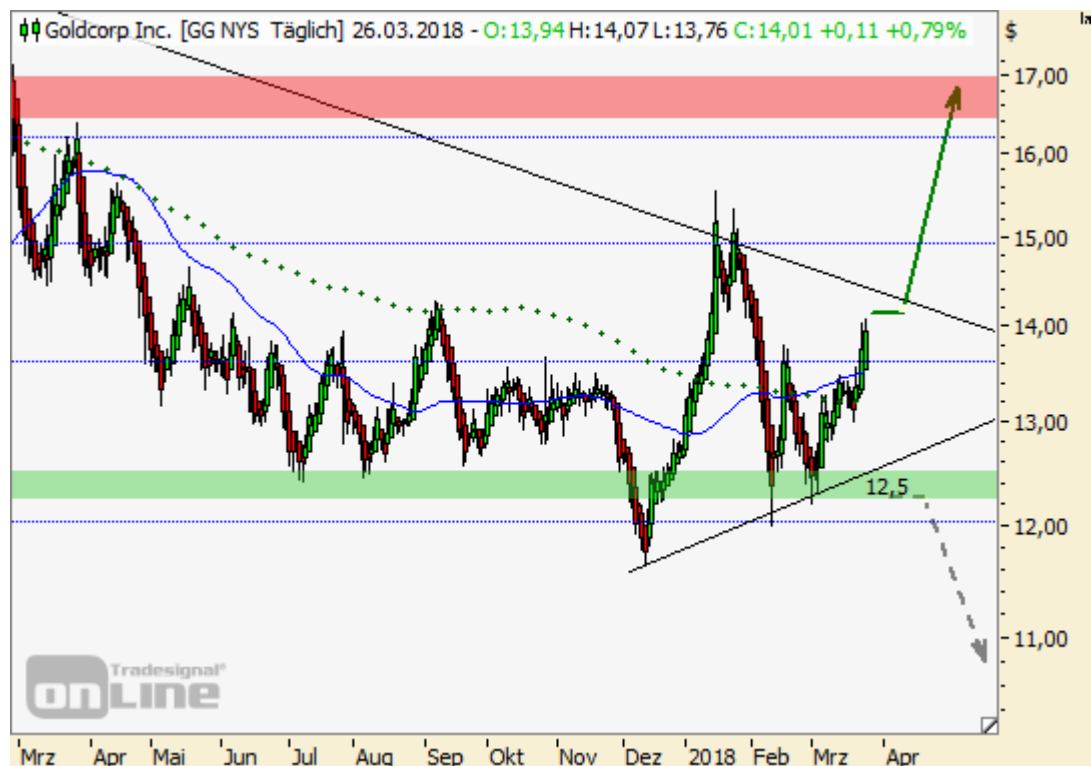 Goldcorp Inc. [GG NYS Täglich] 26.03.2018 - O:13,94 H:14,07 L:13,76 C:14,01 +0,11 +0,79%
$
17,00
16,00
15,00
14,00
13,00
12,5
12,00
11,00
Tradesignal®
onLine
Mrz Apr Mai Jun Jul Aug Sep Okt Nov Dez 2018 Feb Mrz Apr